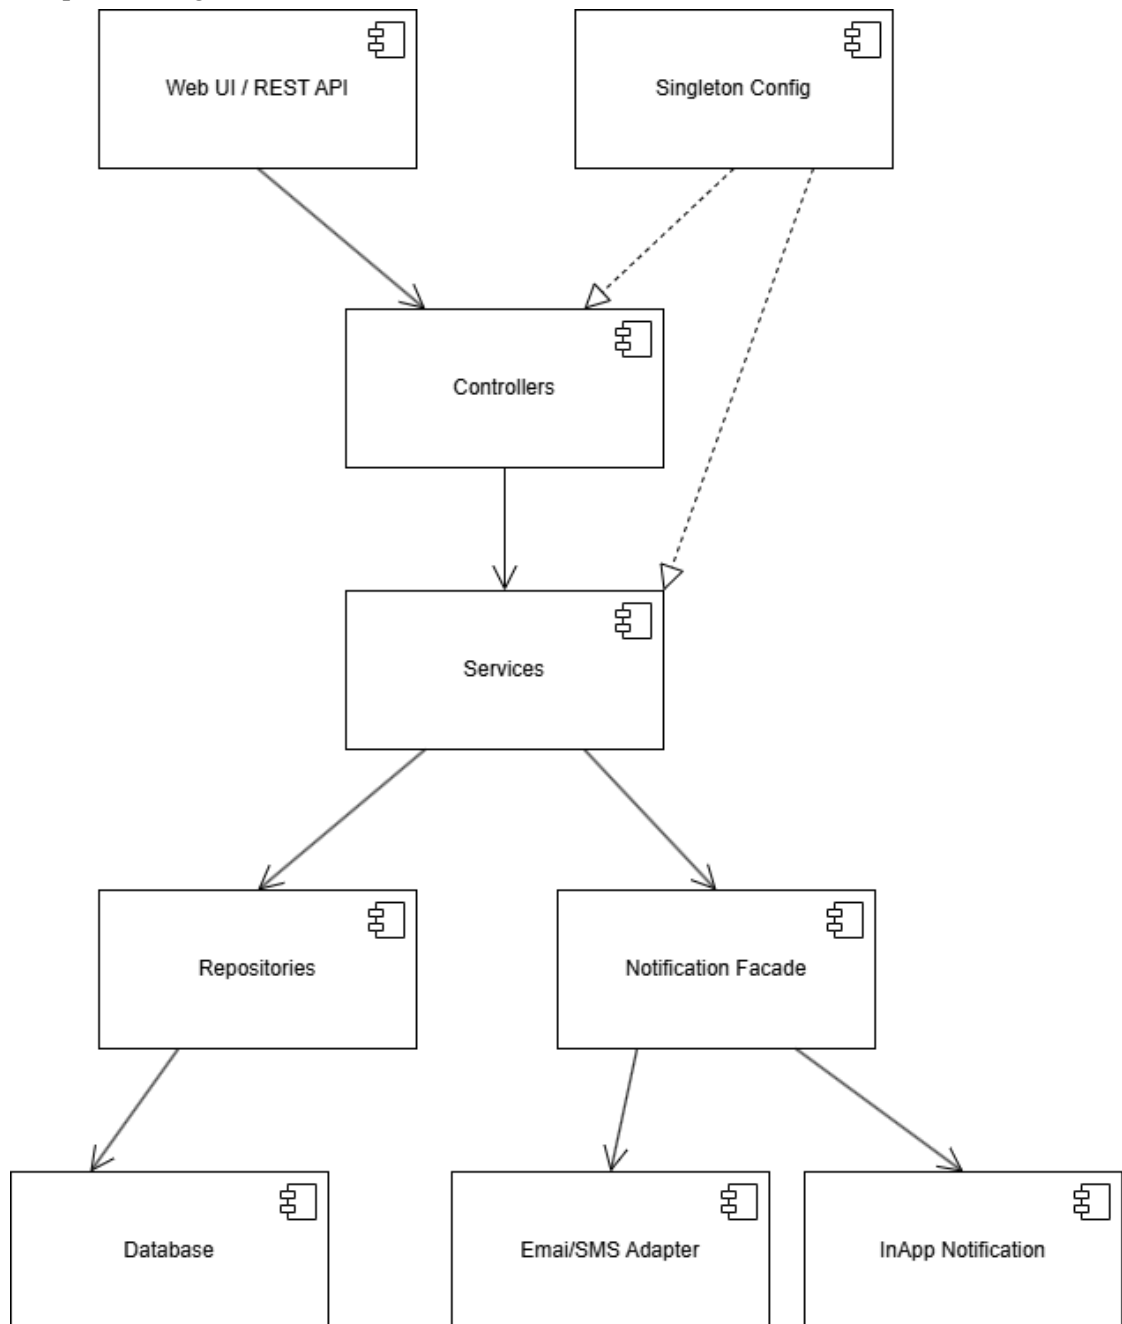 Web UI / REST API
Singleton Config
Controllers
Services
Repositories
Notification Facade
Database
Emai/SMS Adapter
InApp Notification